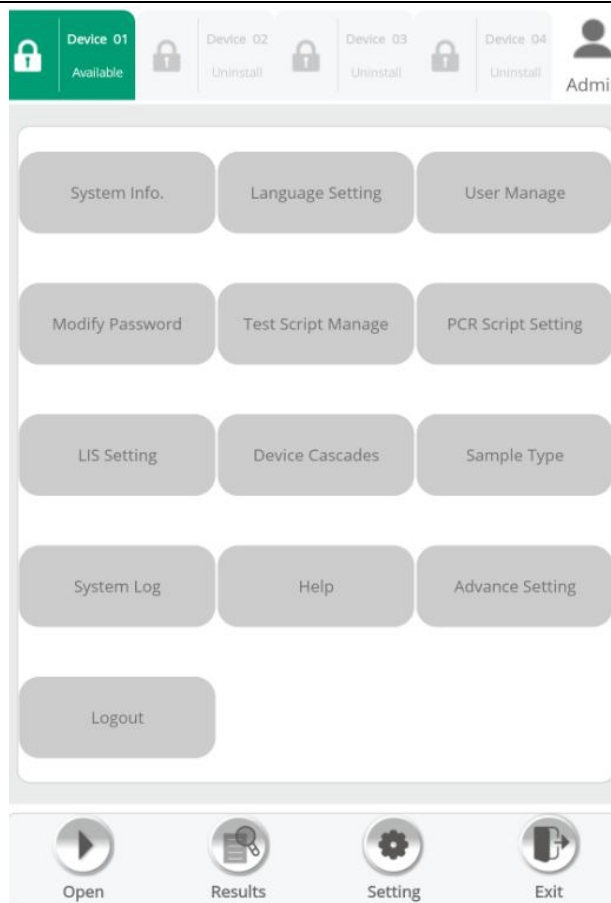 Device 01
Available
Device 02
Uninstall
Device 03
Uninstall
Device 04
Uninstall
Admi
System Info.
Language Setting
User Manage
Modify Password
Test Script Manage
PCR Script Setting
LIS Setting
Device Cascades
Sample Type
System Log
Help
Advance Setting
Logout
Open
Results
Setting
Exit